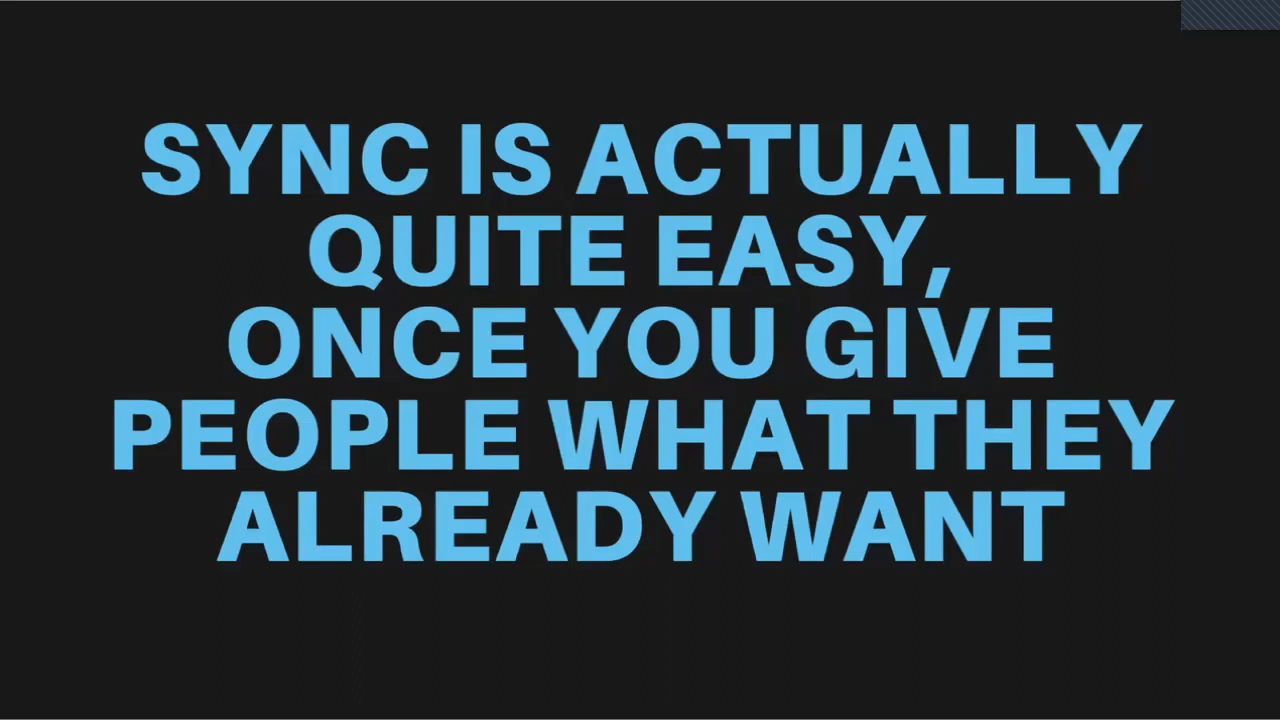 SYNC IS ACTUALLY
QUITE EASY,
ONCE YOU GIVE
PEOPLE WHAT THEY
ALREADY WANT